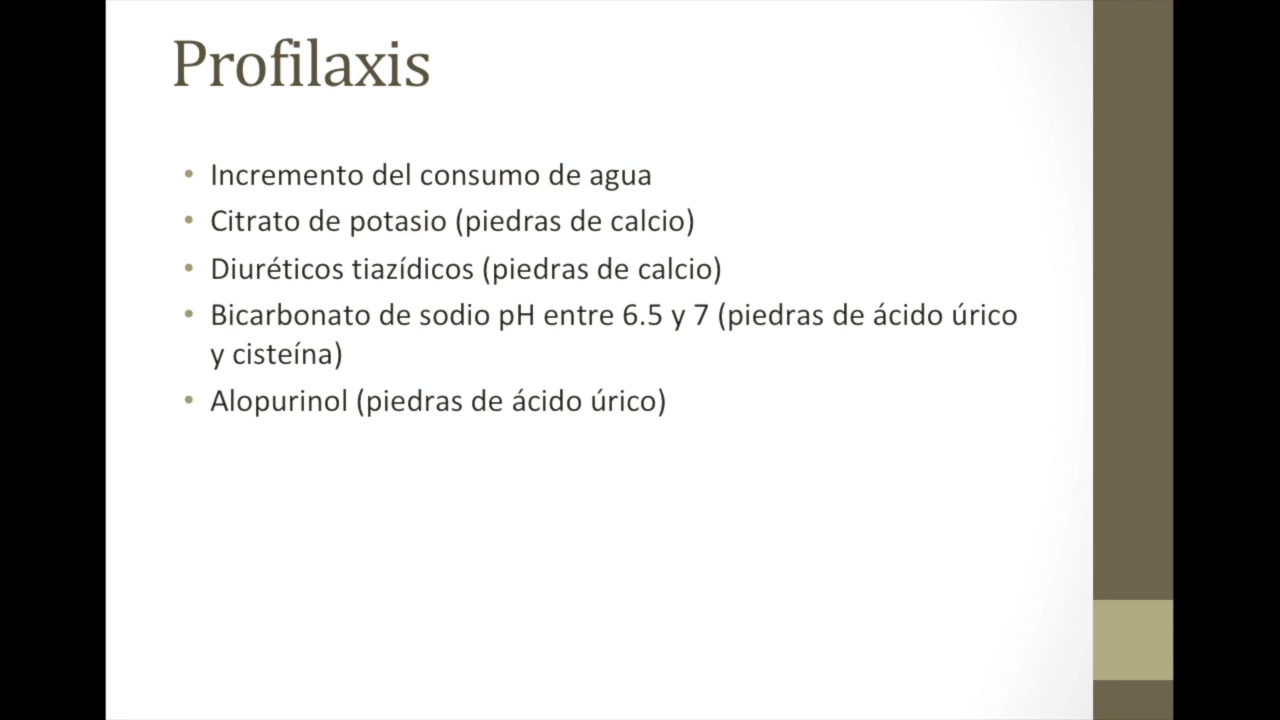 Profilaxis
• Incremento del consumo de agua
• Citrato de potasio (piedras de calcio)
• Diuréticos tiazídicos (piedras de calcio)
• Bicarbonato de sodio pH entre 6.5 y 7 (piedras de ácido úrico
y cisteína)
• Alopurinol (piedras de ácido úrico)